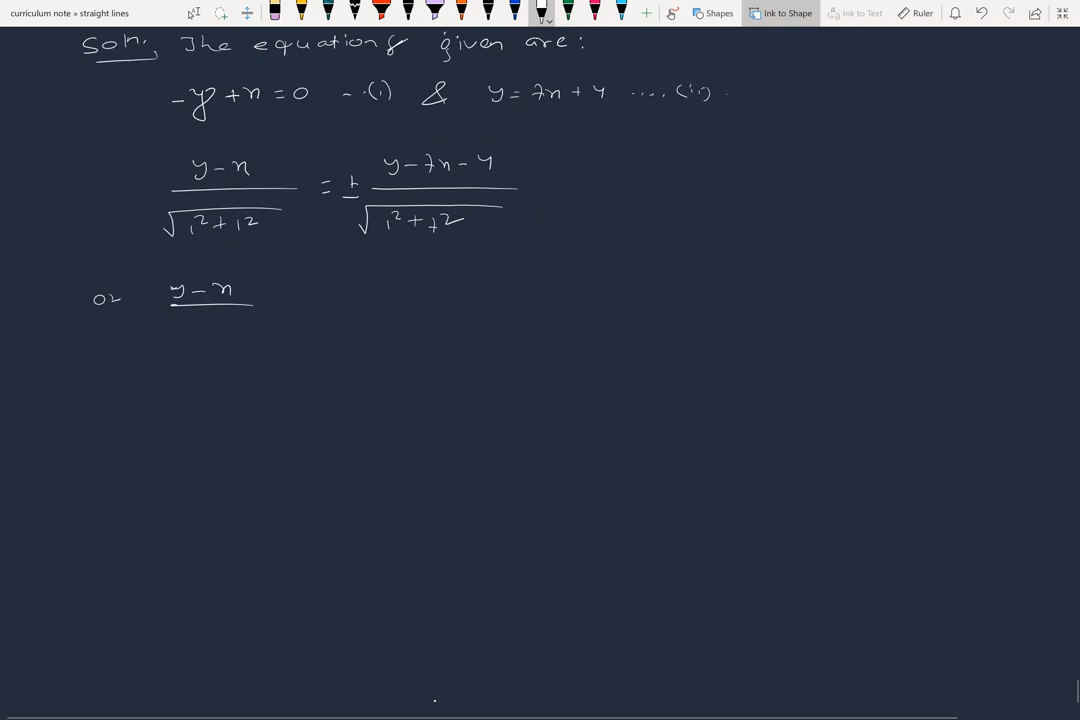 curriculum note » straight lines
Shapes Ink to Shape Ink to Text Ruler
Soln. The equations given are:
-y + x = 0 -..(i) & y = 7x + 4 ....(ii).
y - x / √(1² + 1²) = ± y - 7x - 4 / √(1² + 7²)
or y - x